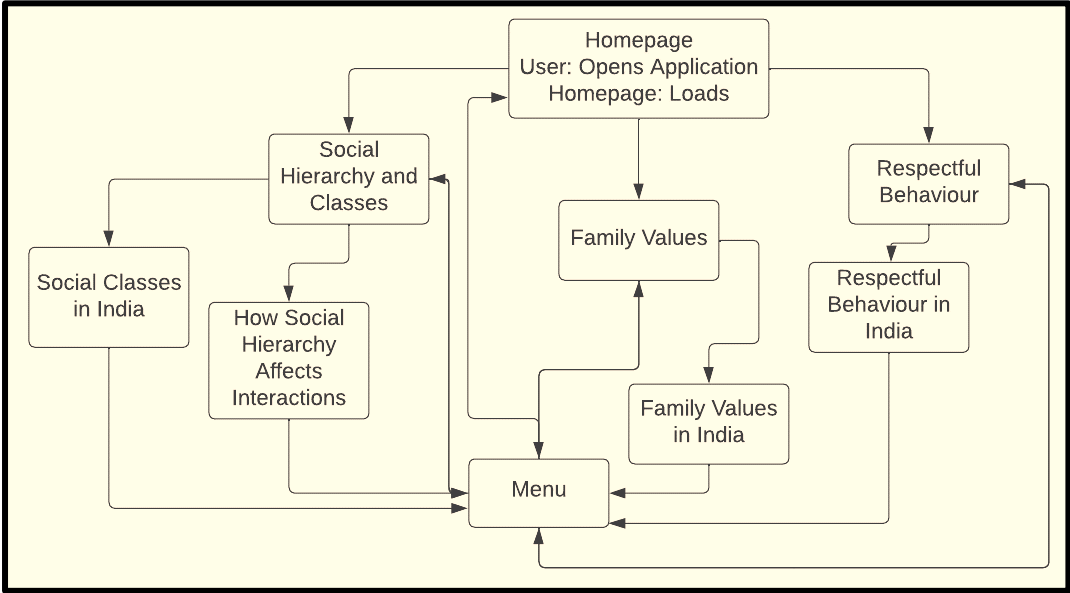 Homepage
User: Opens Application
Homepage: Loads
Social
Hierarchy and
Classes
Respectful
Behaviour
Family Values
Social Classes
in India
Respectful
Behaviour in
India
How Social
Hierarchy
Affects
Interactions
Family Values
in India
Menu